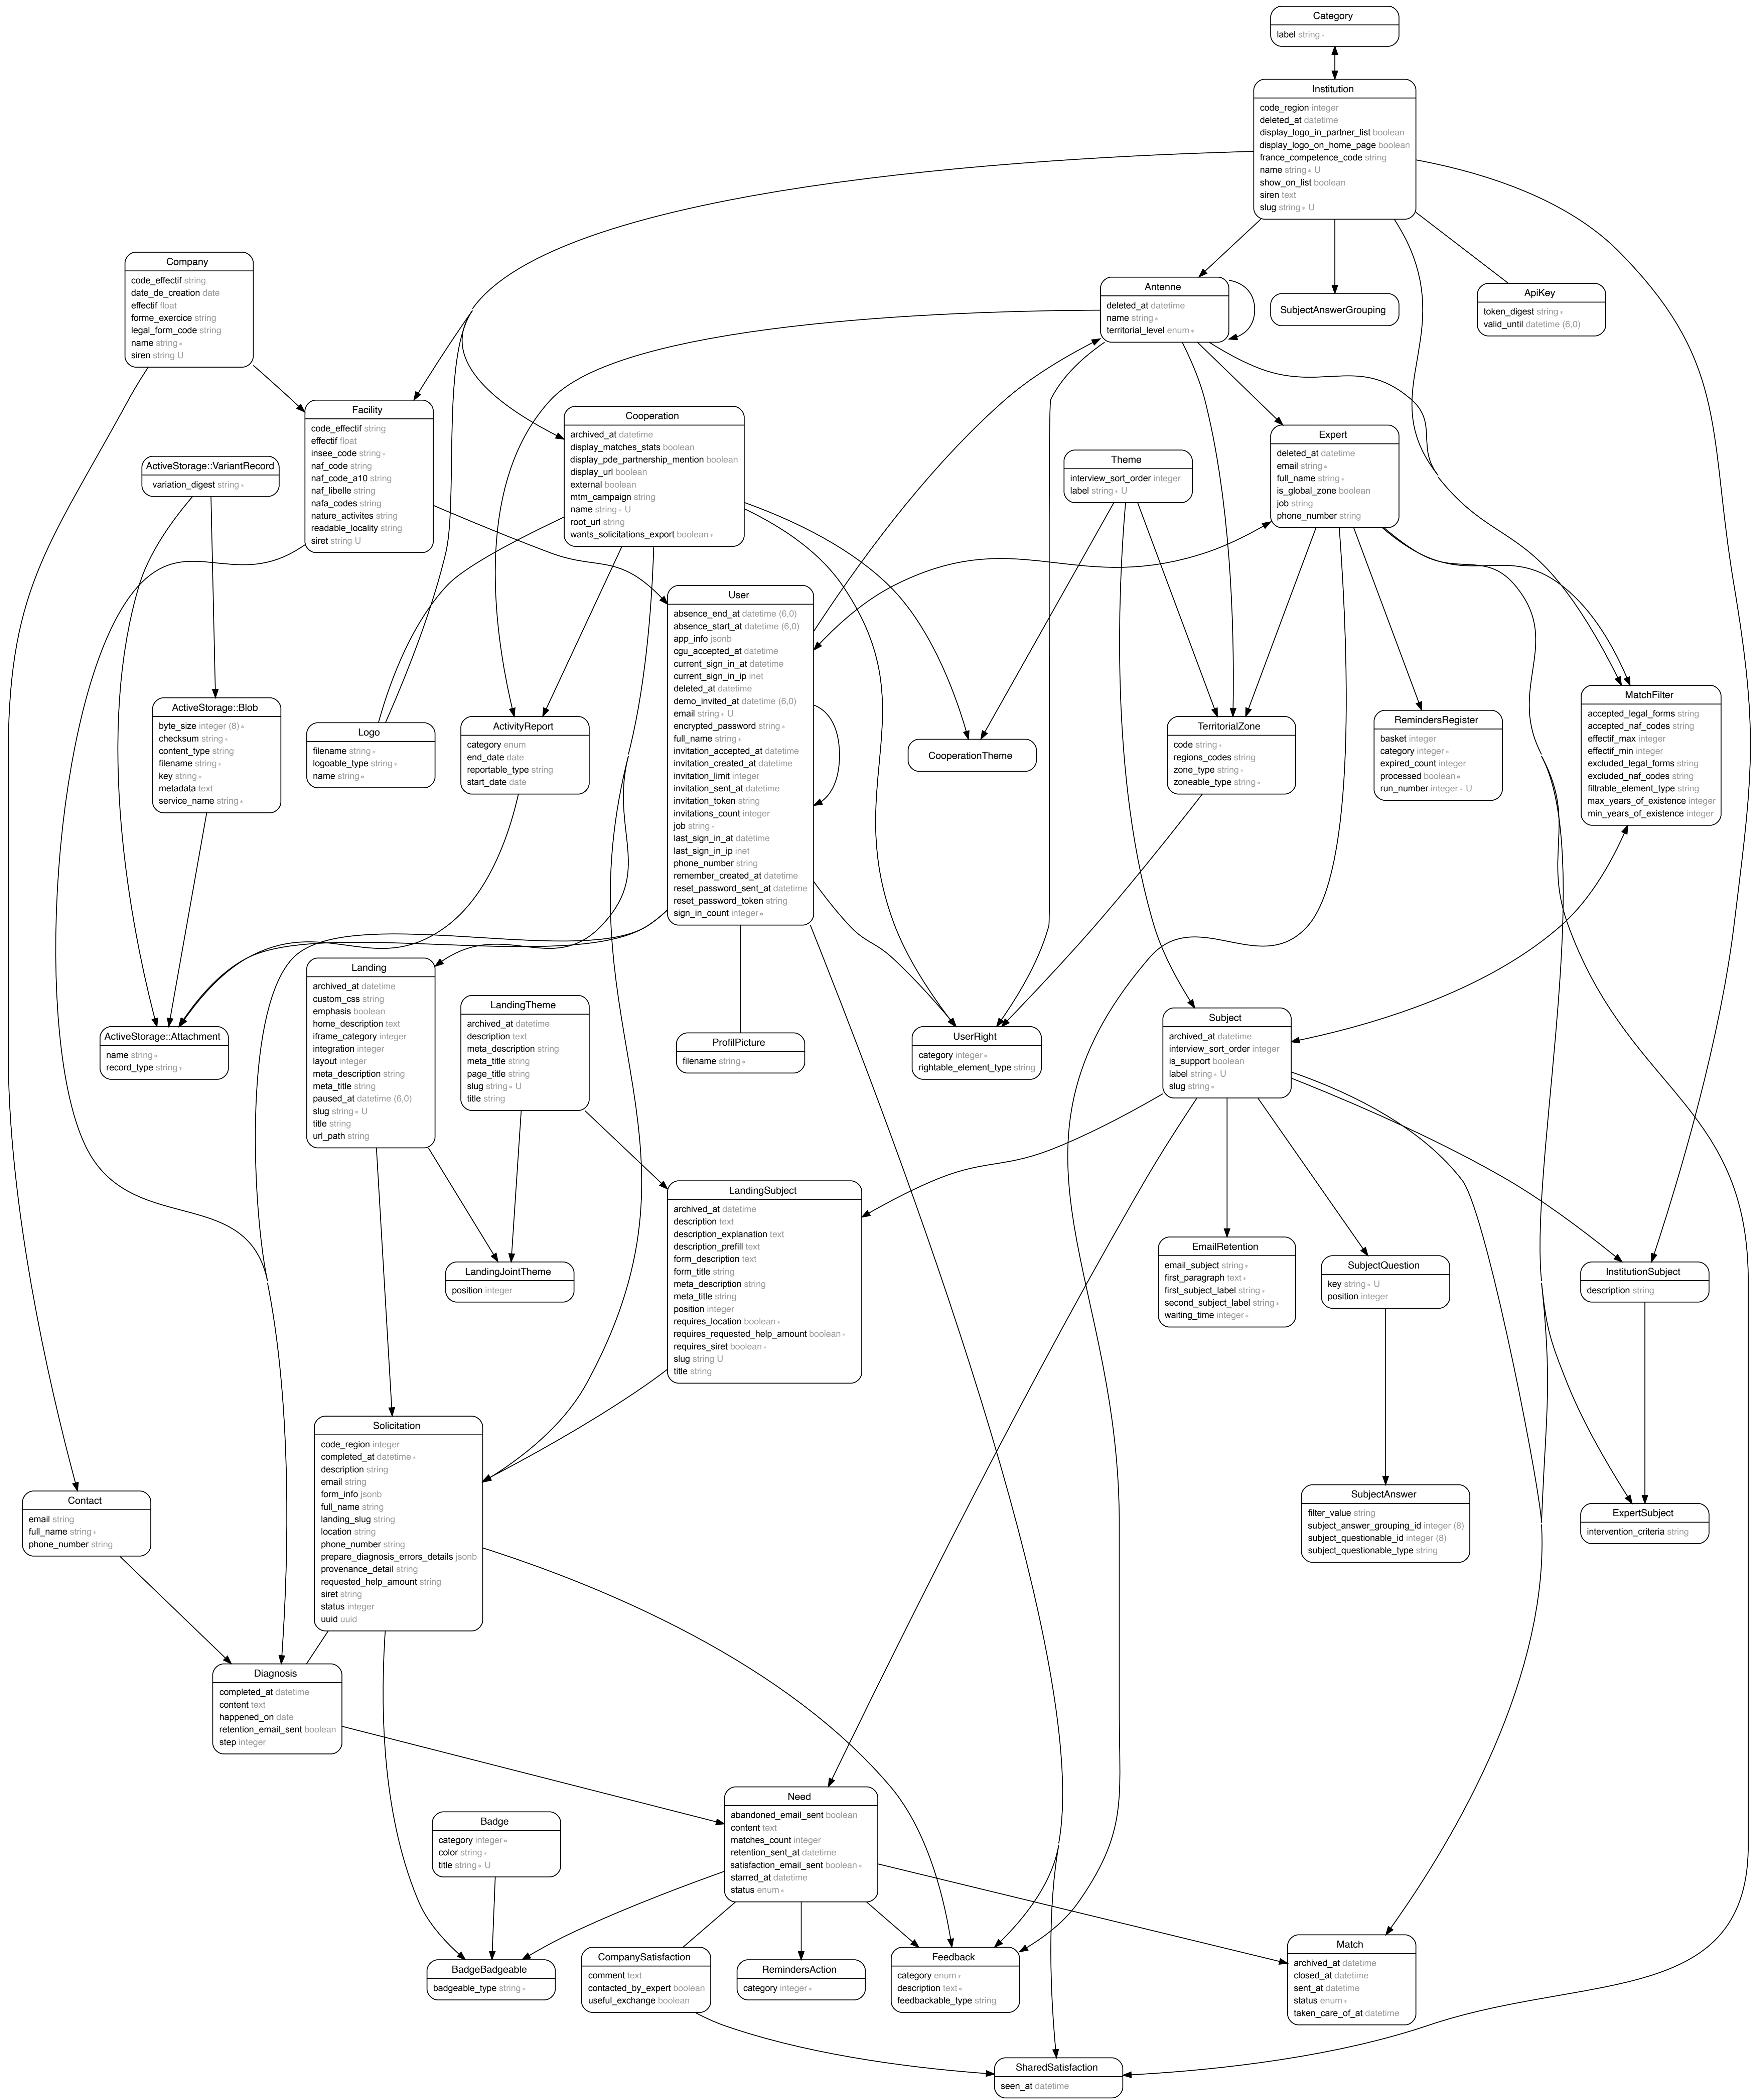 Category
label string ∗
Institution
code_region integer
deleted_at datetime
display_logo_in_partner_list boolean
display_logo_on_home_page boolean
france_competence_code string
name string ∗ U
show_on_list boolean
siren text
slug string ∗ U
Company
code_effectif string
date_de_creation date
effectif float
forme_exercice string
legal_form_code string
name string ∗
siren string U
Antenne
deleted_at datetime
name string ∗
territorial_level enum ∗
SubjectAnswerGrouping
ApiKey
token_digest string ∗
valid_until datetime (6,0)
Facility
code_effectif string
effectif float
insee_code string ∗
naf_code string
naf_code_a10 string
naf_libelle string
nafa_codes string
nature_activites string
readable_locality string
siret string U
Cooperation
archived_at datetime
display_matches_stats boolean
display_pde_partnership_mention boolean
display_url boolean
external boolean
mtm_campaign string
name string ∗ U
root_url string
wants_solicitations_export boolean ∗
Theme
interview_sort_order integer
label string ∗ U
Expert
deleted_at datetime
email string ∗
full_name string ∗
is_global_zone boolean
job string
phone_number string
ActiveStorage::VariantRecord
variation_digest string ∗
User
absence_end_at datetime (6,0)
absence_start_at datetime (6,0)
app_info jsonb
cgu_accepted_at datetime
current_sign_in_at datetime
current_sign_in_ip inet
deleted_at datetime
demo_invited_at datetime (6,0)
email string ∗ U
encrypted_password string ∗
full_name string ∗
invitation_accepted_at datetime
invitation_created_at datetime
invitation_limit integer
invitation_sent_at datetime
invitation_token string
invitations_count integer
job string ∗
last_sign_in_at datetime
last_sign_in_ip inet
phone_number string
remember_created_at datetime
reset_password_sent_at datetime
reset_password_token string
sign_in_count integer ∗
ActiveStorage::Blob
byte_size integer (8) ∗
checksum string ∗
content_type string
filename string ∗
key string ∗
metadata text
service_name string ∗
Logo
filename string ∗
logoable_type string ∗
name string ∗
ActivityReport
category enum
end_date date
reportable_type string
start_date date
CooperationTheme
TerritorialZone
code string ∗
regions_codes string
zone_type string ∗
zoneable_type string ∗
RemindersRegister
basket integer
category integer ∗
expired_count integer
processed boolean ∗
run_number integer ∗ U
MatchFilter
accepted_legal_forms string
accepted_naf_codes string
effectif_max integer
effectif_min integer
excluded_legal_forms string
excluded_naf_codes string
filtrable_element_type string
max_years_of_existence integer
min_years_of_existence integer
Landing
archived_at datetime
custom_css string
emphasis boolean
home_description text
iframe_category integer
integration integer
layout integer
meta_description string
meta_title string
paused_at datetime (6,0)
slug string ∗ U
title string
url_path string
LandingTheme
archived_at datetime
description text
meta_description string
meta_title string
page_title string
slug string ∗ U
title string
ActiveStorage::Attachment
name string ∗
record_type string ∗
ProfilPicture
filename string ∗
UserRight
category integer ∗
rightable_element_type string
Subject
archived_at datetime
interview_sort_order integer
is_support boolean
label string ∗ U
slug string ∗
LandingSubject
archived_at datetime
description text
description_explanation text
description_prefill text
form_description text
form_title string
meta_description string
meta_title string
position integer
requires_location boolean ∗
requires_requested_help_amount boolean ∗
requires_siret boolean ∗
slug string U
title string
LandingJointTheme
position integer
EmailRetention
email_subject string ∗
first_paragraph text ∗
first_subject_label string ∗
second_subject_label string ∗
waiting_time integer ∗
SubjectQuestion
key string ∗ U
position integer
InstitutionSubject
description string
Solicitation
code_region integer
completed_at datetime ∗
description string
email string
form_info jsonb
full_name string
landing_slug string
location string
phone_number string
prepare_diagnosis_errors_details jsonb
provenance_detail string
requested_help_amount string
siret string
status integer
uuid uuid
Contact
email string
full_name string ∗
phone_number string
SubjectAnswer
filter_value string
subject_answer_grouping_id integer (8)
subject_questionable_id integer (8)
subject_questionable_type string
ExpertSubject
intervention_criteria string
Diagnosis
completed_at datetime
content text
happened_on date
retention_email_sent boolean
step integer
Need
abandoned_email_sent boolean
content text
matches_count integer
retention_sent_at datetime
satisfaction_email_sent boolean ∗
starred_at datetime
status enum ∗
Badge
category integer ∗
color string ∗
title string ∗ U
BadgeBadgeable
badgeable_type string ∗
CompanySatisfaction
comment text
contacted_by_expert boolean
useful_exchange boolean
RemindersAction
category integer ∗
Feedback
category enum ∗
description text ∗
feedbackable_type string
Match
archived_at datetime
closed_at datetime
sent_at datetime
status enum ∗
taken_care_of_at datetime
SharedSatisfaction
seen_at datetime